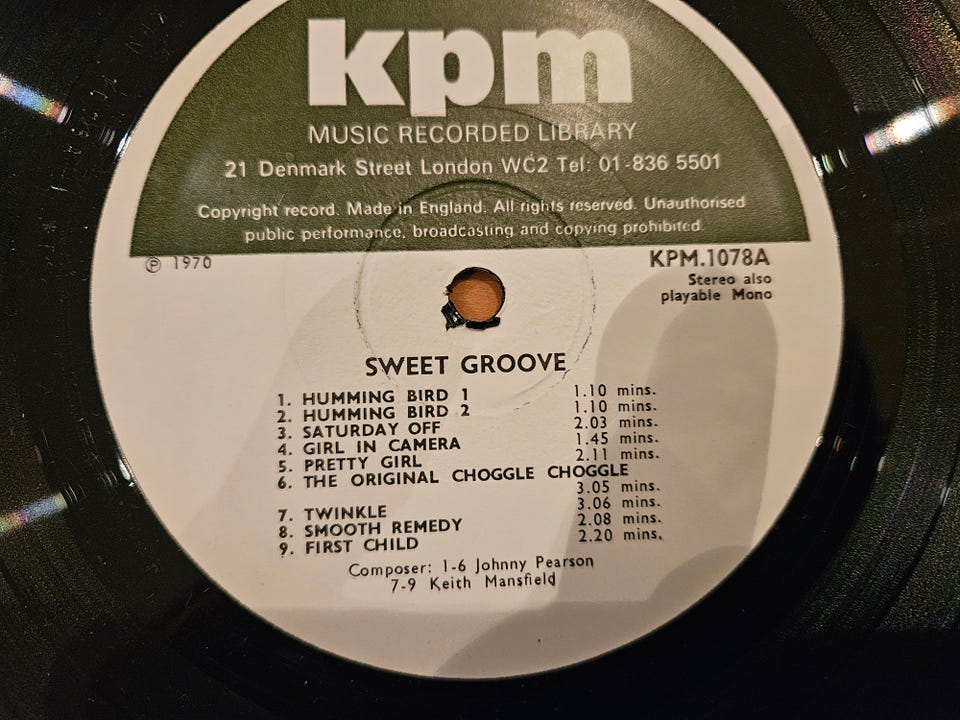 kpm
MUSIC RECORDED LIBRARY
21 Denmark Street London WC2 Tel: 01-836 5501
Copyright record. Made in England. All rights reserved. Unauthorised
public performance, broadcasting and copying prohibited.
℗ 1970
KPM.1078A
Stereo also
playable Mono
SWEET GROOVE
1. HUMMING BIRD 1 1.10 mins.
2. HUMMING BIRD 2 1.10 mins.
3. SATURDAY OFF 2.03 mins.
4. GIRL IN CAMERA 1.45 mins.
5. PRETTY GIRL 2.11 mins.
6. THE ORIGINAL CHOGGLE CHOGGLE
3.05 mins.
7. TWINKLE 3.06 mins.
8. SMOOTH REMEDY 2.08 mins.
9. FIRST CHILD 2.20 mins.
Composer: 1-6 Johnny Pearson
7-9 Keith Mansfield